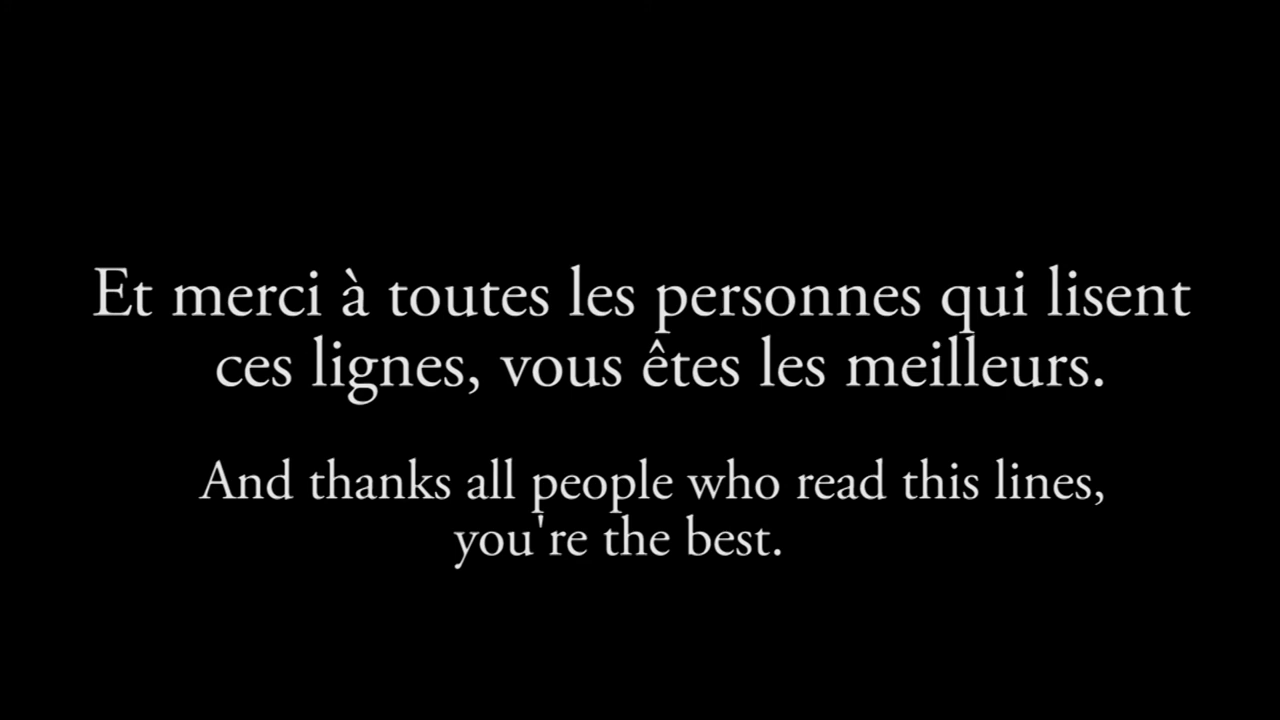 Et merci à toutes les personnes qui lisent
ces lignes, vous êtes les meilleurs.
And thanks all people who read this lines,
you're the best.